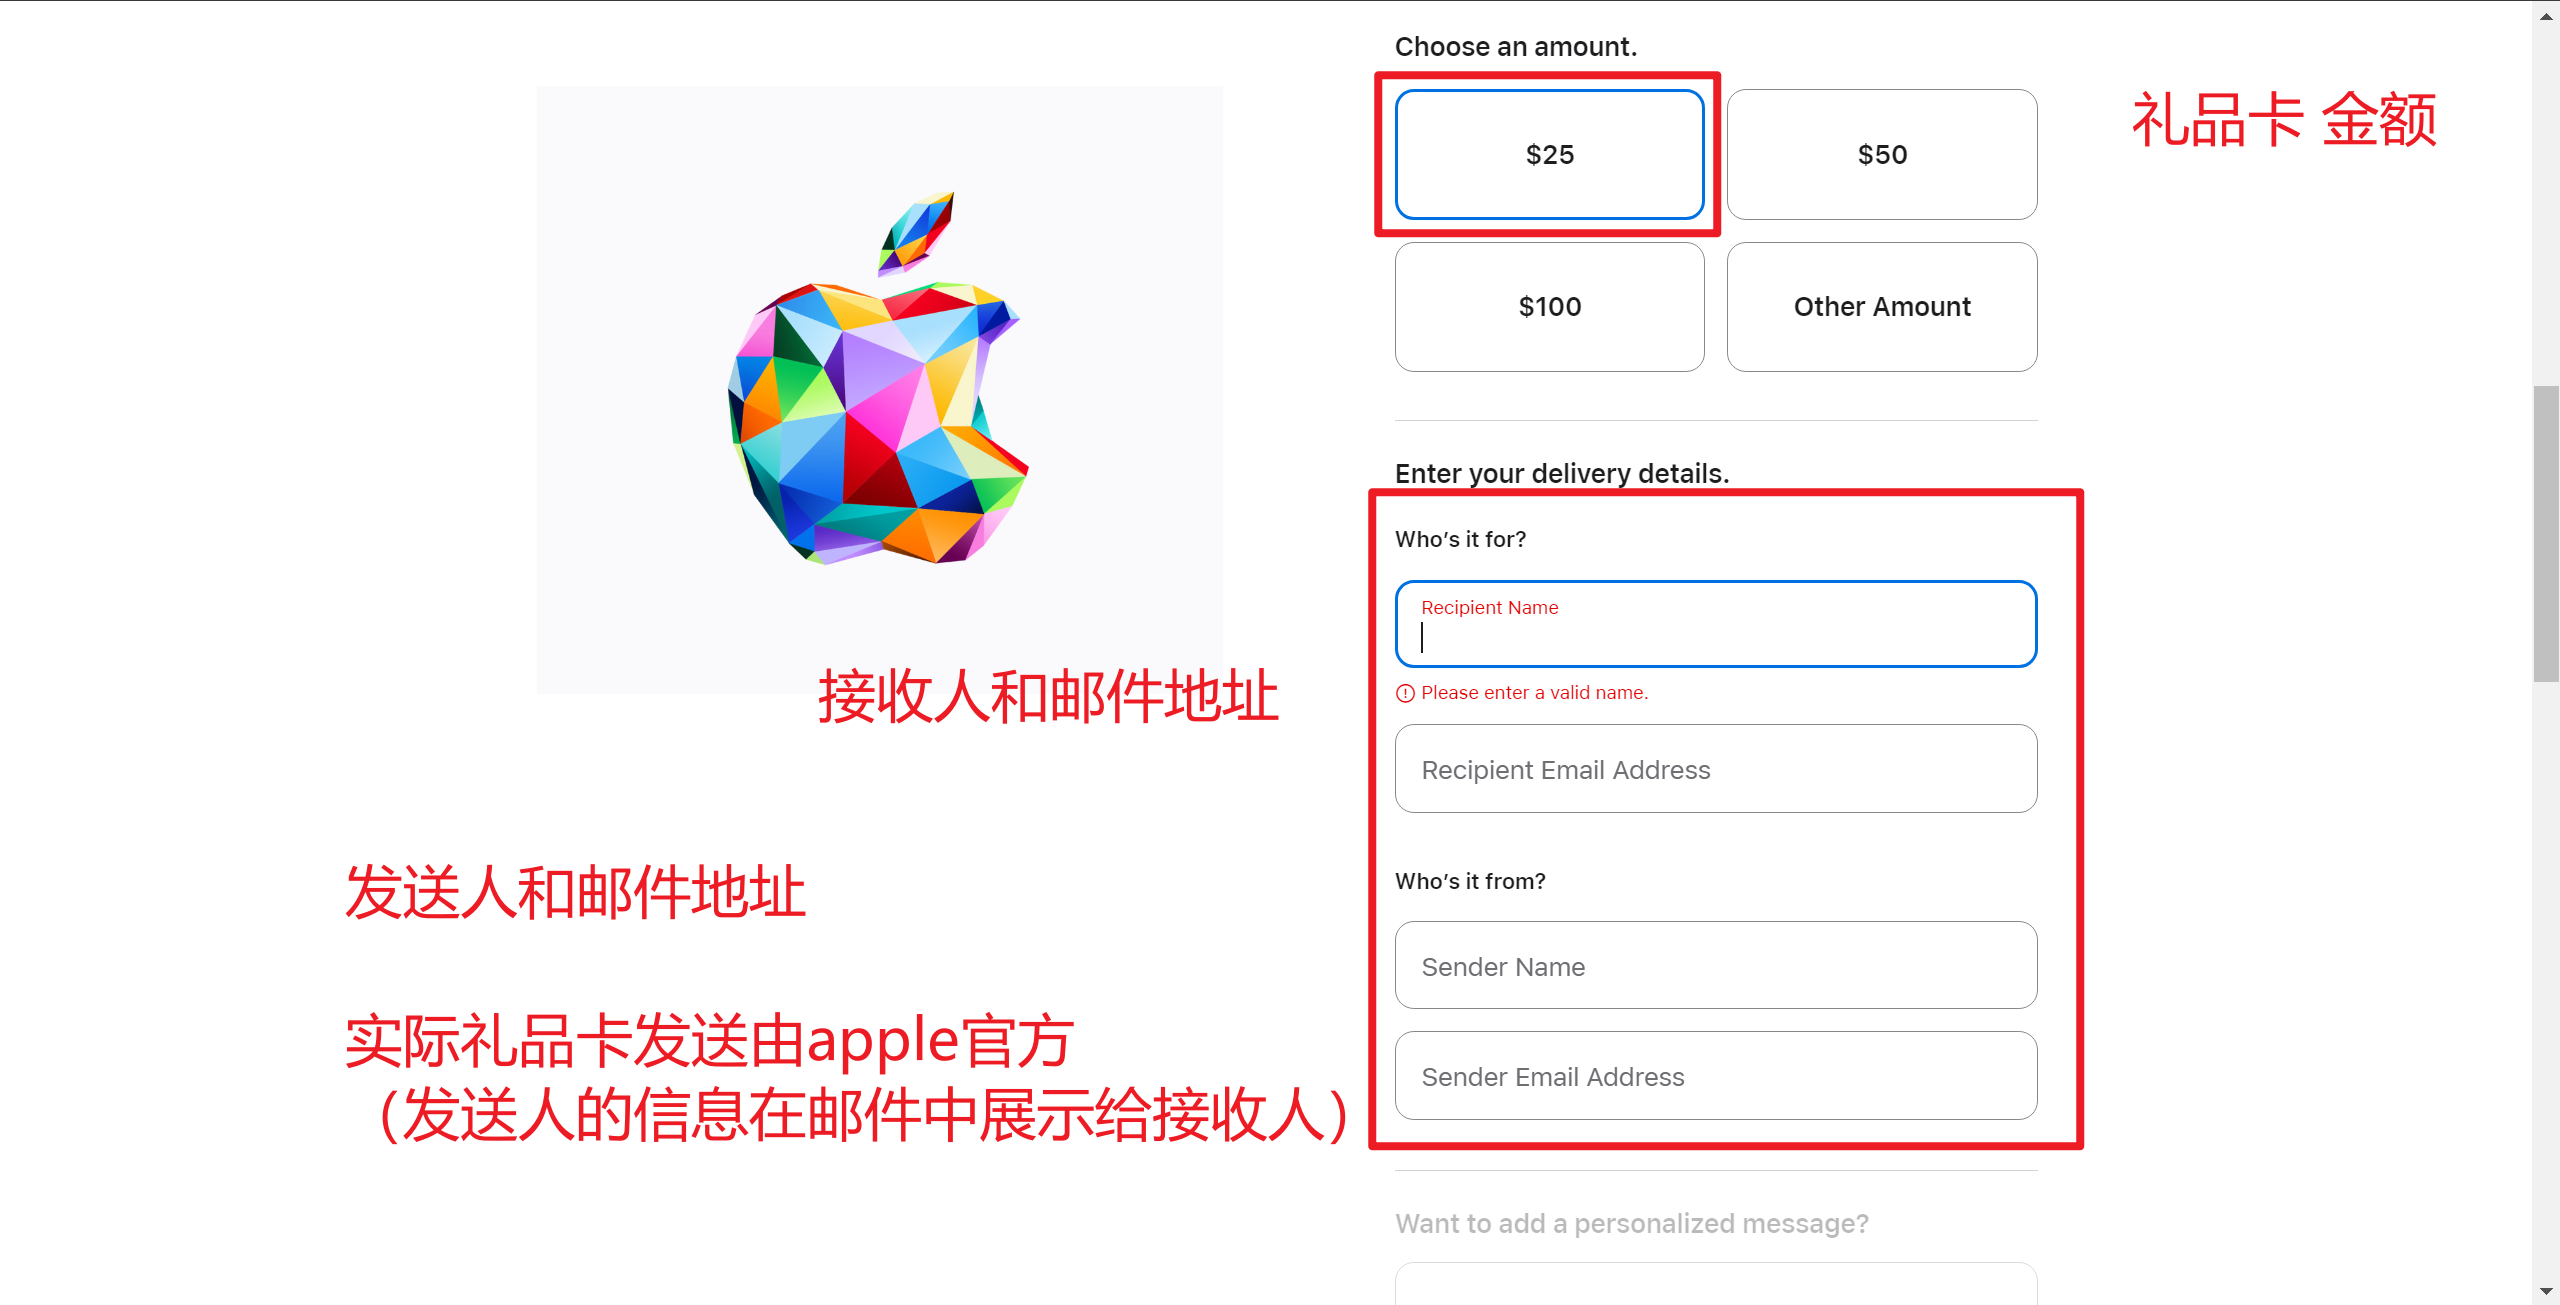 Choose an amount.
$25
$50
礼品卡 金额
$100
Other Amount
Enter your delivery details.
Who’s it for?
Recipient Name
Please enter a valid name.
接收人和邮件地址
Recipient Email Address
Who’s it from?
发送人和邮件地址
Sender Name
实际礼品卡发送由apple官方
（发送人的信息在邮件中展示给接收人）
Sender Email Address
Want to add a personalized message?